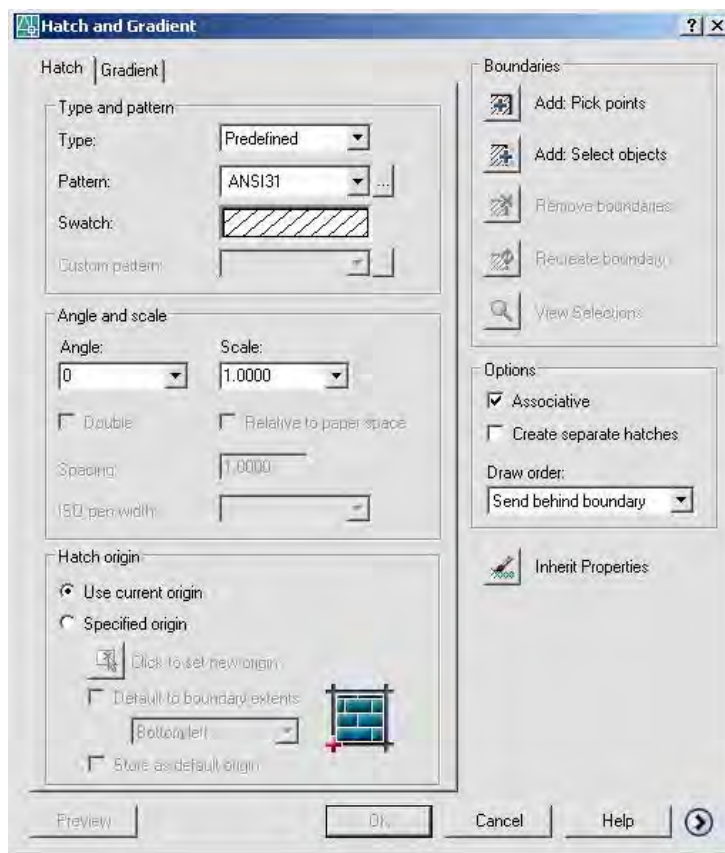 Hatch and Gradient
Hatch
Gradient
Type and pattern
Type:
Predefined
Pattern:
ANSI31
...
Swatch:
Custom pattern:
Angle and scale
Angle:
Scale:
0
1.0000
Double
Relative to paper space
Spacing:
1.0000
ISO pen width:
Hatch origin
Use current origin
Specified origin
Click to set new origin
Default to boundary extents
Bottom left
Store as default origin
Boundaries
Add: Pick points
Add: Select objects
Remove boundaries
Recreate boundary
View Selections
Options
Associative
Create separate hatches
Draw order:
Send behind boundary
Inherit Properties
Preview
OK
Cancel
Help